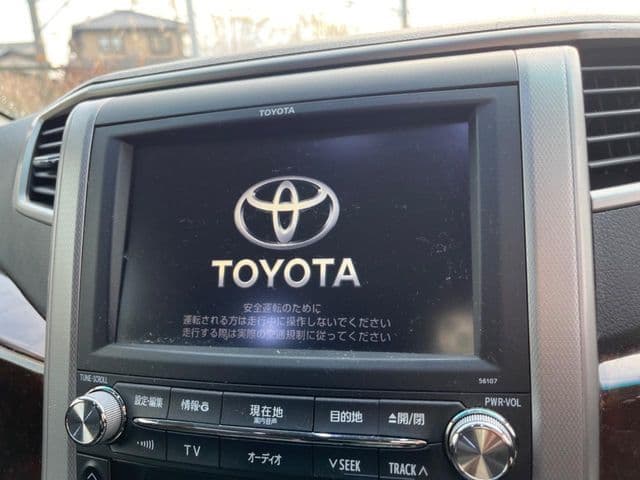 TOYOTA
TOYOTA
安全運転のために
運転される方は走行中に操作しないでください
走行する際は実際の交通規制に従ってください
56107
TUNE・SCROLL
PWR・VOL
設定・編集
情報・G
現在地
案内音声
目的地
⏏開/閉
TV
オーディオ
∨ SEEK
TRACK ∧